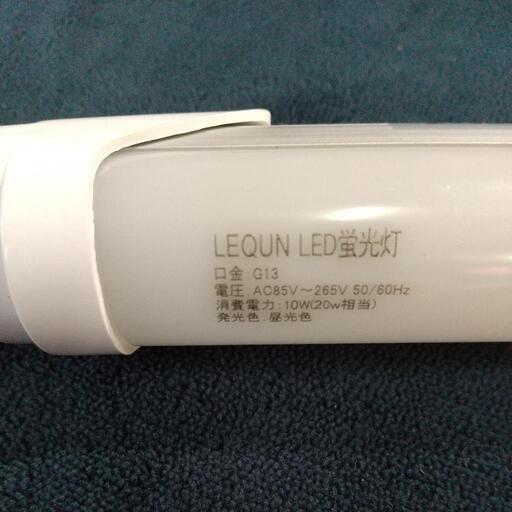 LEQUN LED蛍光灯
口金:G13
電圧:AC85V～265V 50/60Hz
消費電力:10W(20w相当)
発光色:昼光色